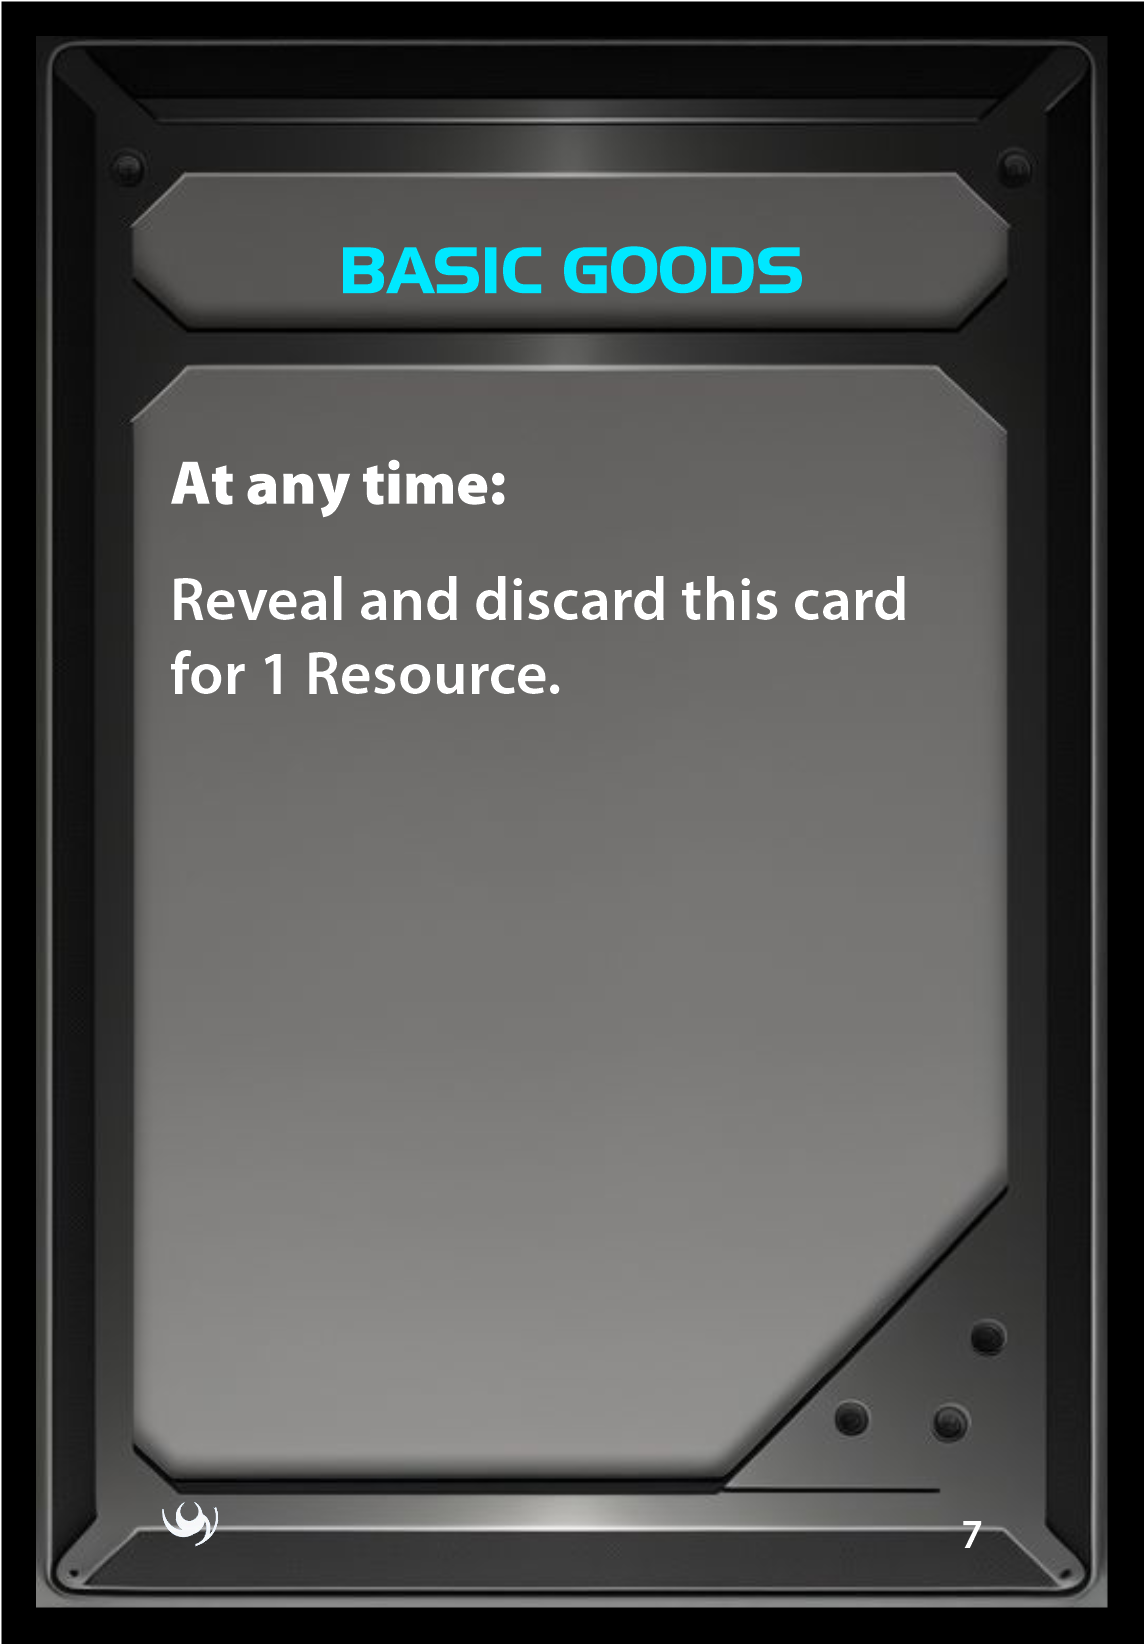 BASIC GOODS
At any time:
Reveal and discard this card
for 1 Resource.
7